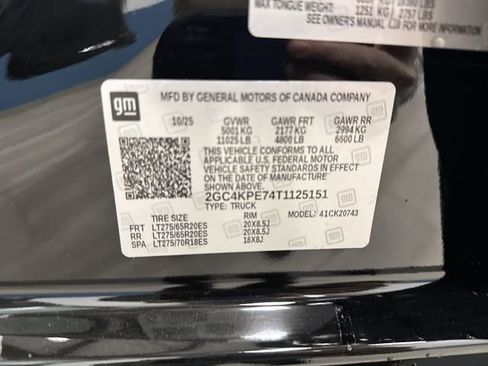 MAX TONGUE WEIGHT:
1251 KG / 2757 LBS
SEE OWNER'S MANUAL FOR MORE
gm
MFD BY GENERAL MOTORS OF CANADA COMPANY
10/25 GVWR GAWR FRT GAWR RR
5001 KG 2177 KG 2994 KG
11025 LB 4800 LB 6600 LB
THIS VEHICLE CONFORMS TO ALL APPLICABLE
U.S. FEDERAL MOTOR VEHICLE
SAFETY STANDARDS IN EFFECT ON THE
DATE OF MANUFACTURE SHOWN ABOVE.
2GC4KPE74T1125151
TYPE: TRUCK MODEL: 41CK20743
TIRE SIZE RIM
FRT LT275/65R20ES 20X8.5J
RR LT275/65R20ES 20X8.5J
SPA LT275/70R18ES 18X8J